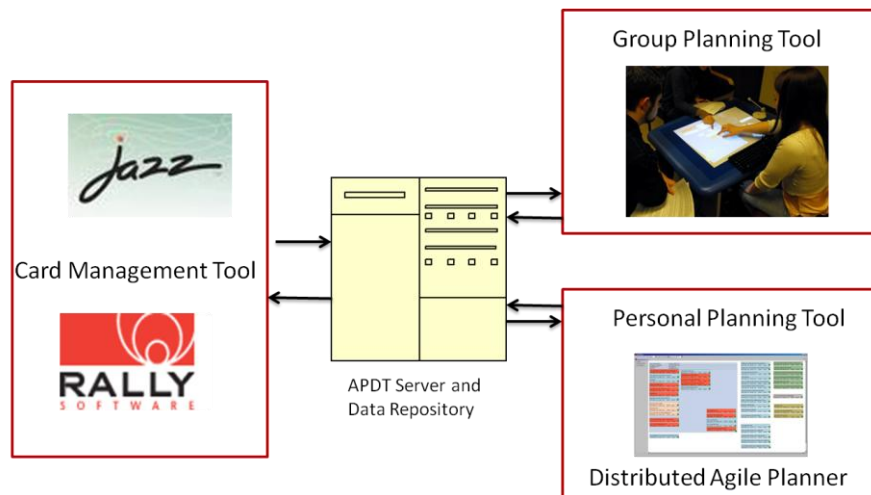 Group Planning Tool
jazz
Card Management Tool
RALLY
SOFTWARE
APDT Server and
Data Repository
Personal Planning Tool
Distributed Agile Planner